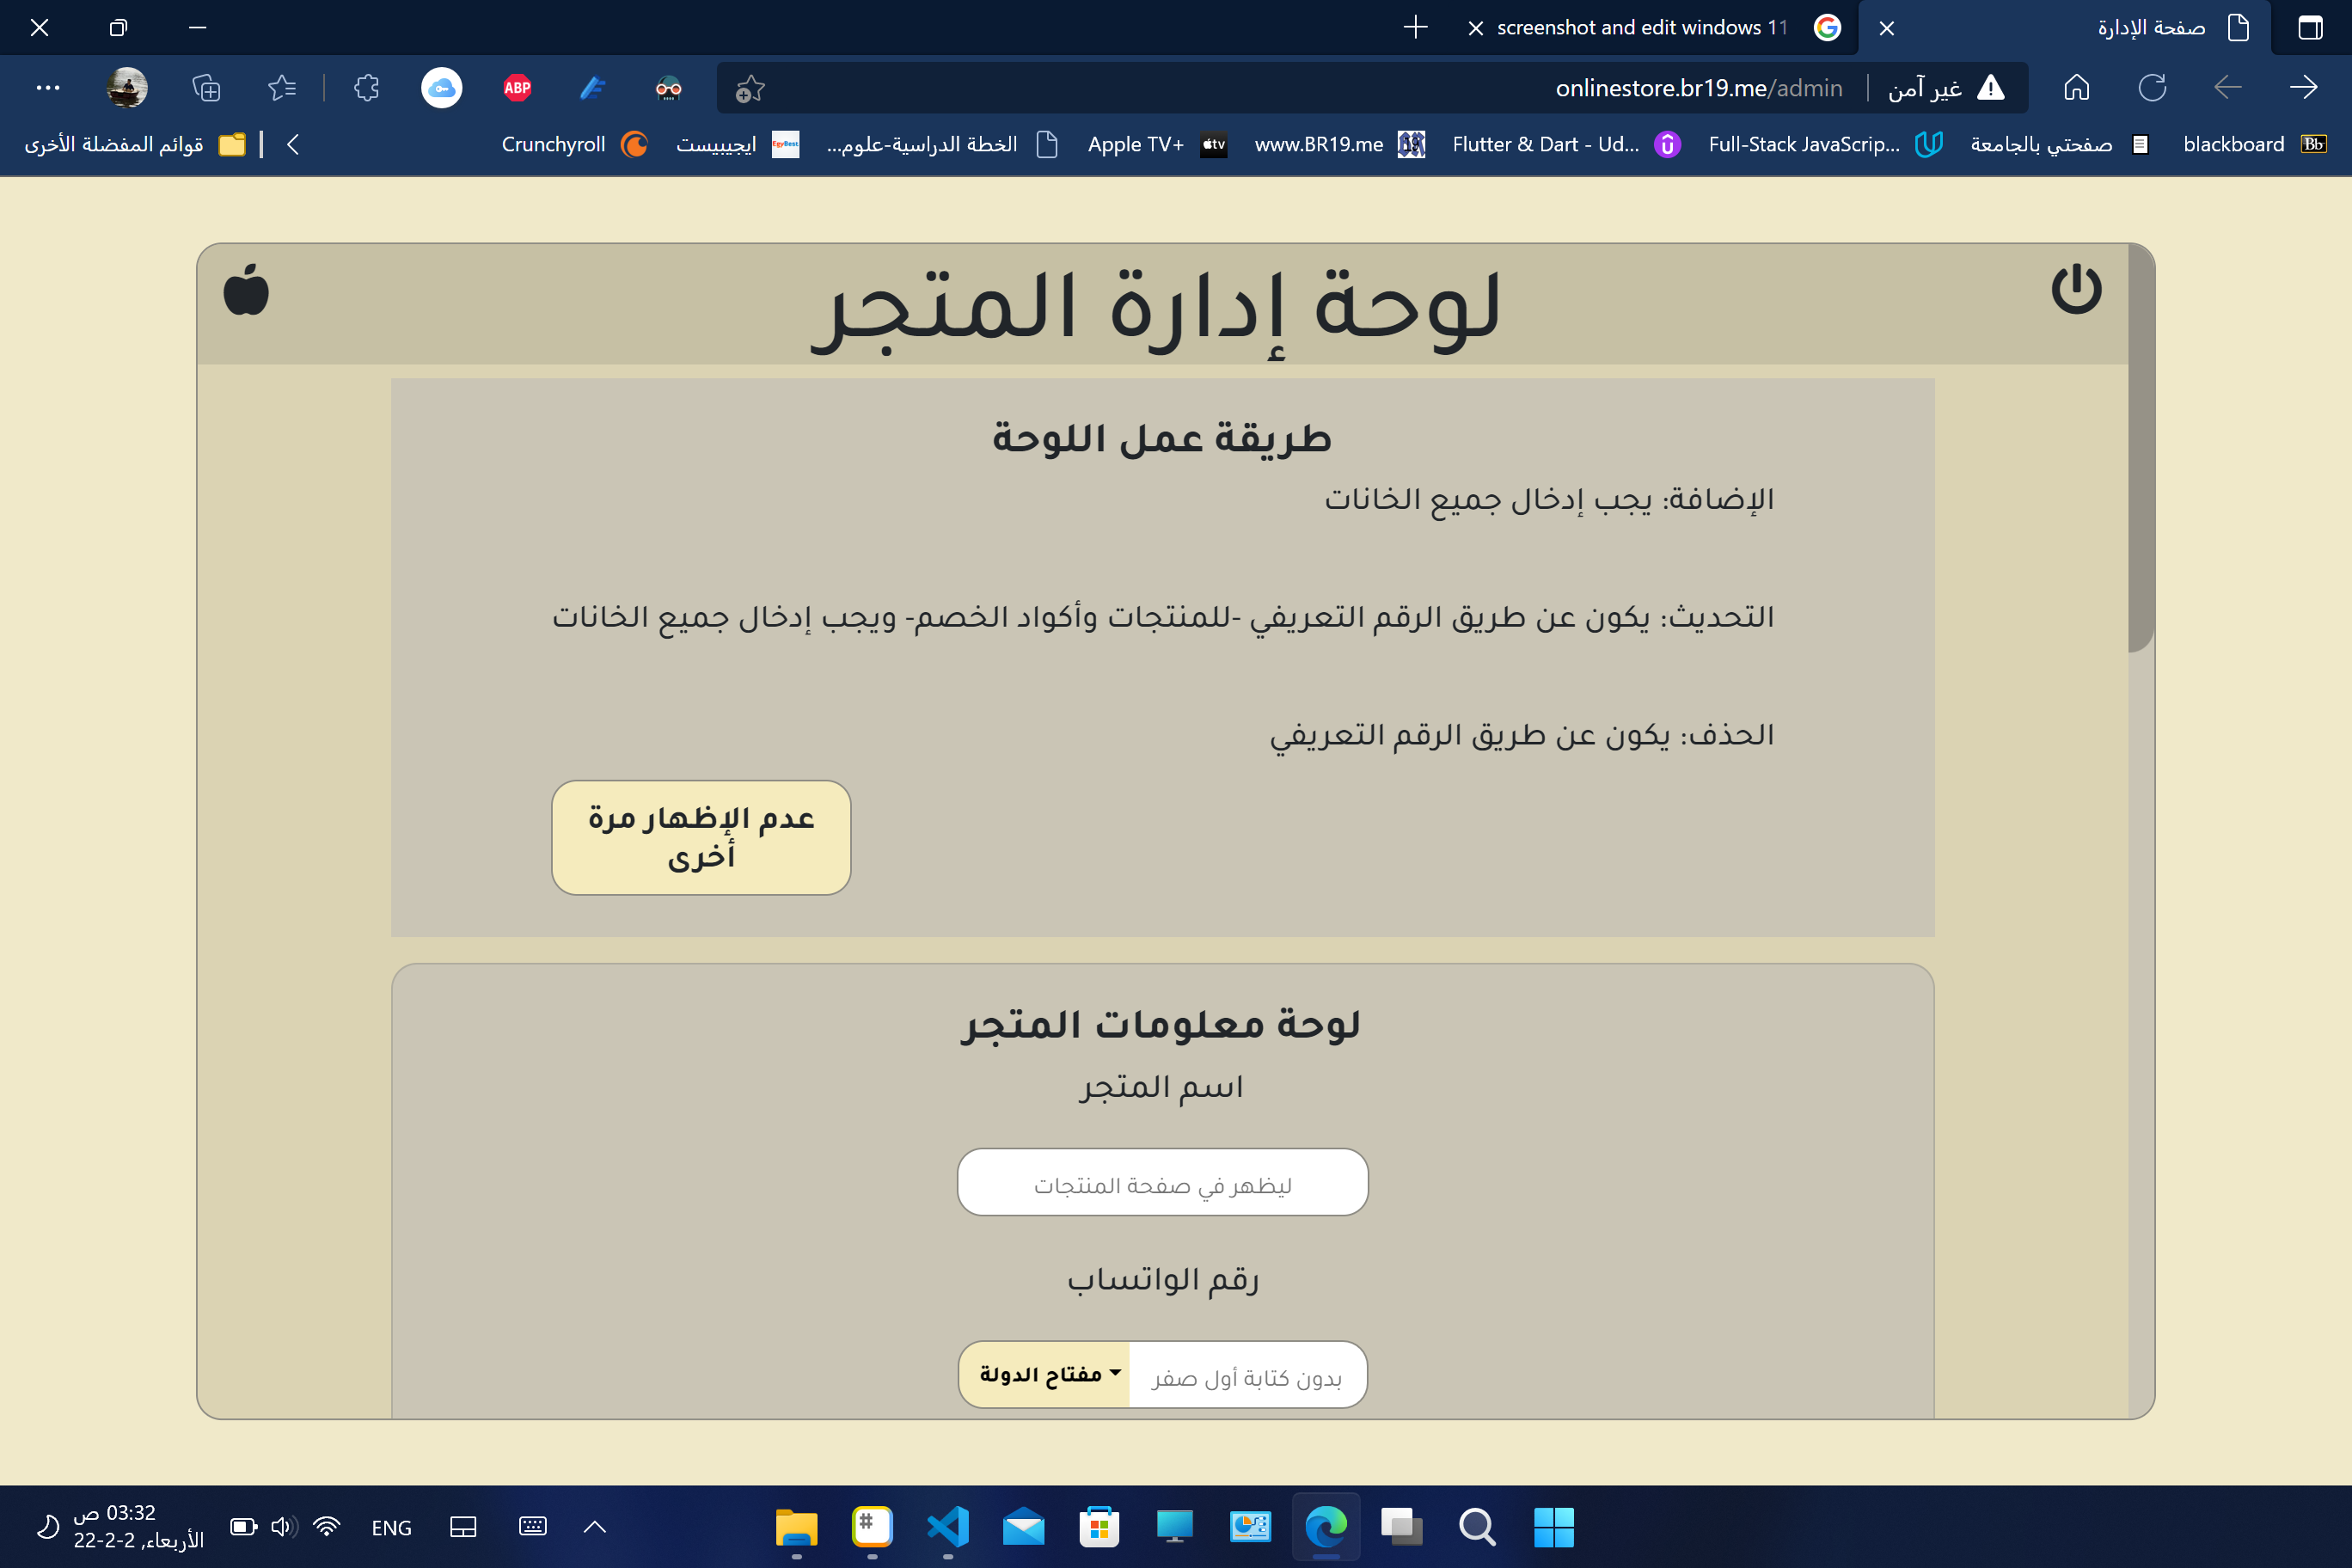 صفحة الإدارة
screenshot and edit windows 11
غير آمن
onlinestore.br19.me/admin
ABP
blackboard
صفحتي بالجامعة
Full-Stack JavaScrip...
Flutter & Dart - Ud...
www.BR19.me
Apple TV+
الخطة الدراسية-علوم...
ايجيبيست
Crunchyroll
قوائم المفضلة الأخرى
لوحة إدارة المتجر
طريقة عمل اللوحة
الإضافة: يجب إدخال جميع الخانات
التحديث: يكون عن طريق الرقم التعريفي -للمنتجات وأكواد الخصم- ويجب إدخال جميع الخانات
الحذف: يكون عن طريق الرقم التعريفي
عدم الإظهار مرة
أخرى
لوحة معلومات المتجر
اسم المتجر
ليظهر في صفحة المنتجات
رقم الواتساب
بدون كتابة أول صفر
مفتاح الدولة
ENG
03:32 ص
الأربعاء, 2-2-22